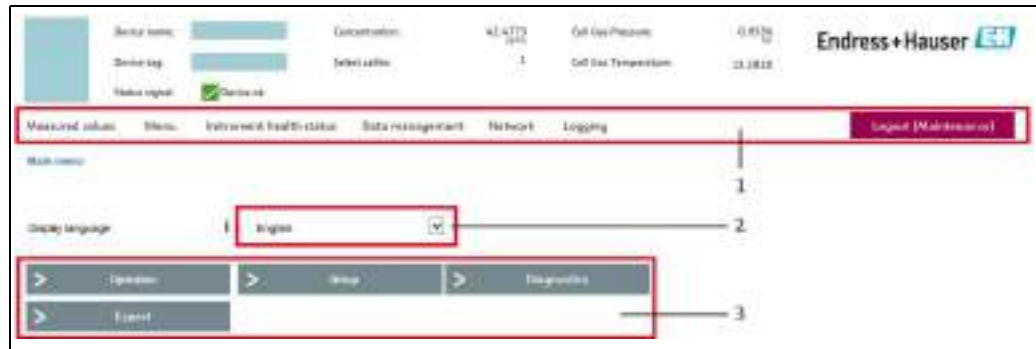 Device name: Concentration: Cell Gas Pressure: Endress+Hauser EH
Device tag: Select calibr. 1 Cell Gas Temperature:
Status signal: Device ok
Measured values Menu Instrument health status Data management Network Logging Logout (Maintenance)
1
Main menu
Display language English 2
Operation Setup Diagnostics
Expert 3